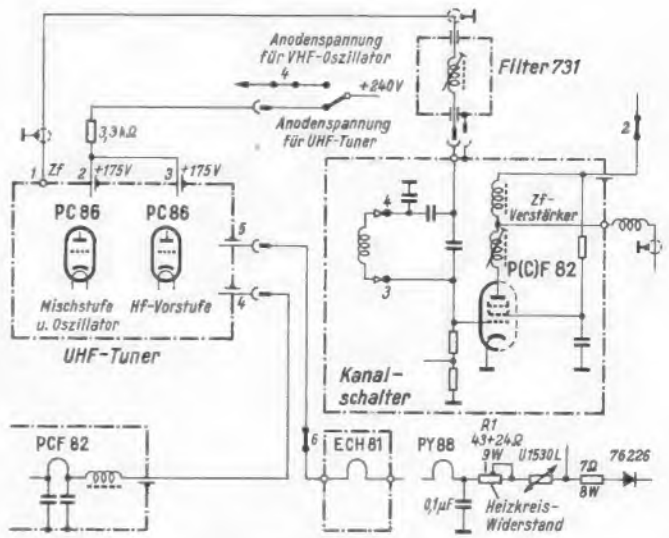 Anodenspannung
für VHF-Oszillator
4
+240V
Anodenspannung
für UHF-Tuner
Filter 731
3,3kΩ
1
Zf
2
+175V
3
+175V
PC 86
PC 86
5
4
Mischstufe
u. Oszillator
Hf-Vorstufe
UHF-Tuner
2
4
3
Zf-
Verstärker
P(C)F 82
Kanal-
schalter
PCF 82
6
ECH 81
PY 88
0,1µF
R1
43+24Ω
9W
U1530L
Heizkreis-
Widerstand
7Ω
8W
76226